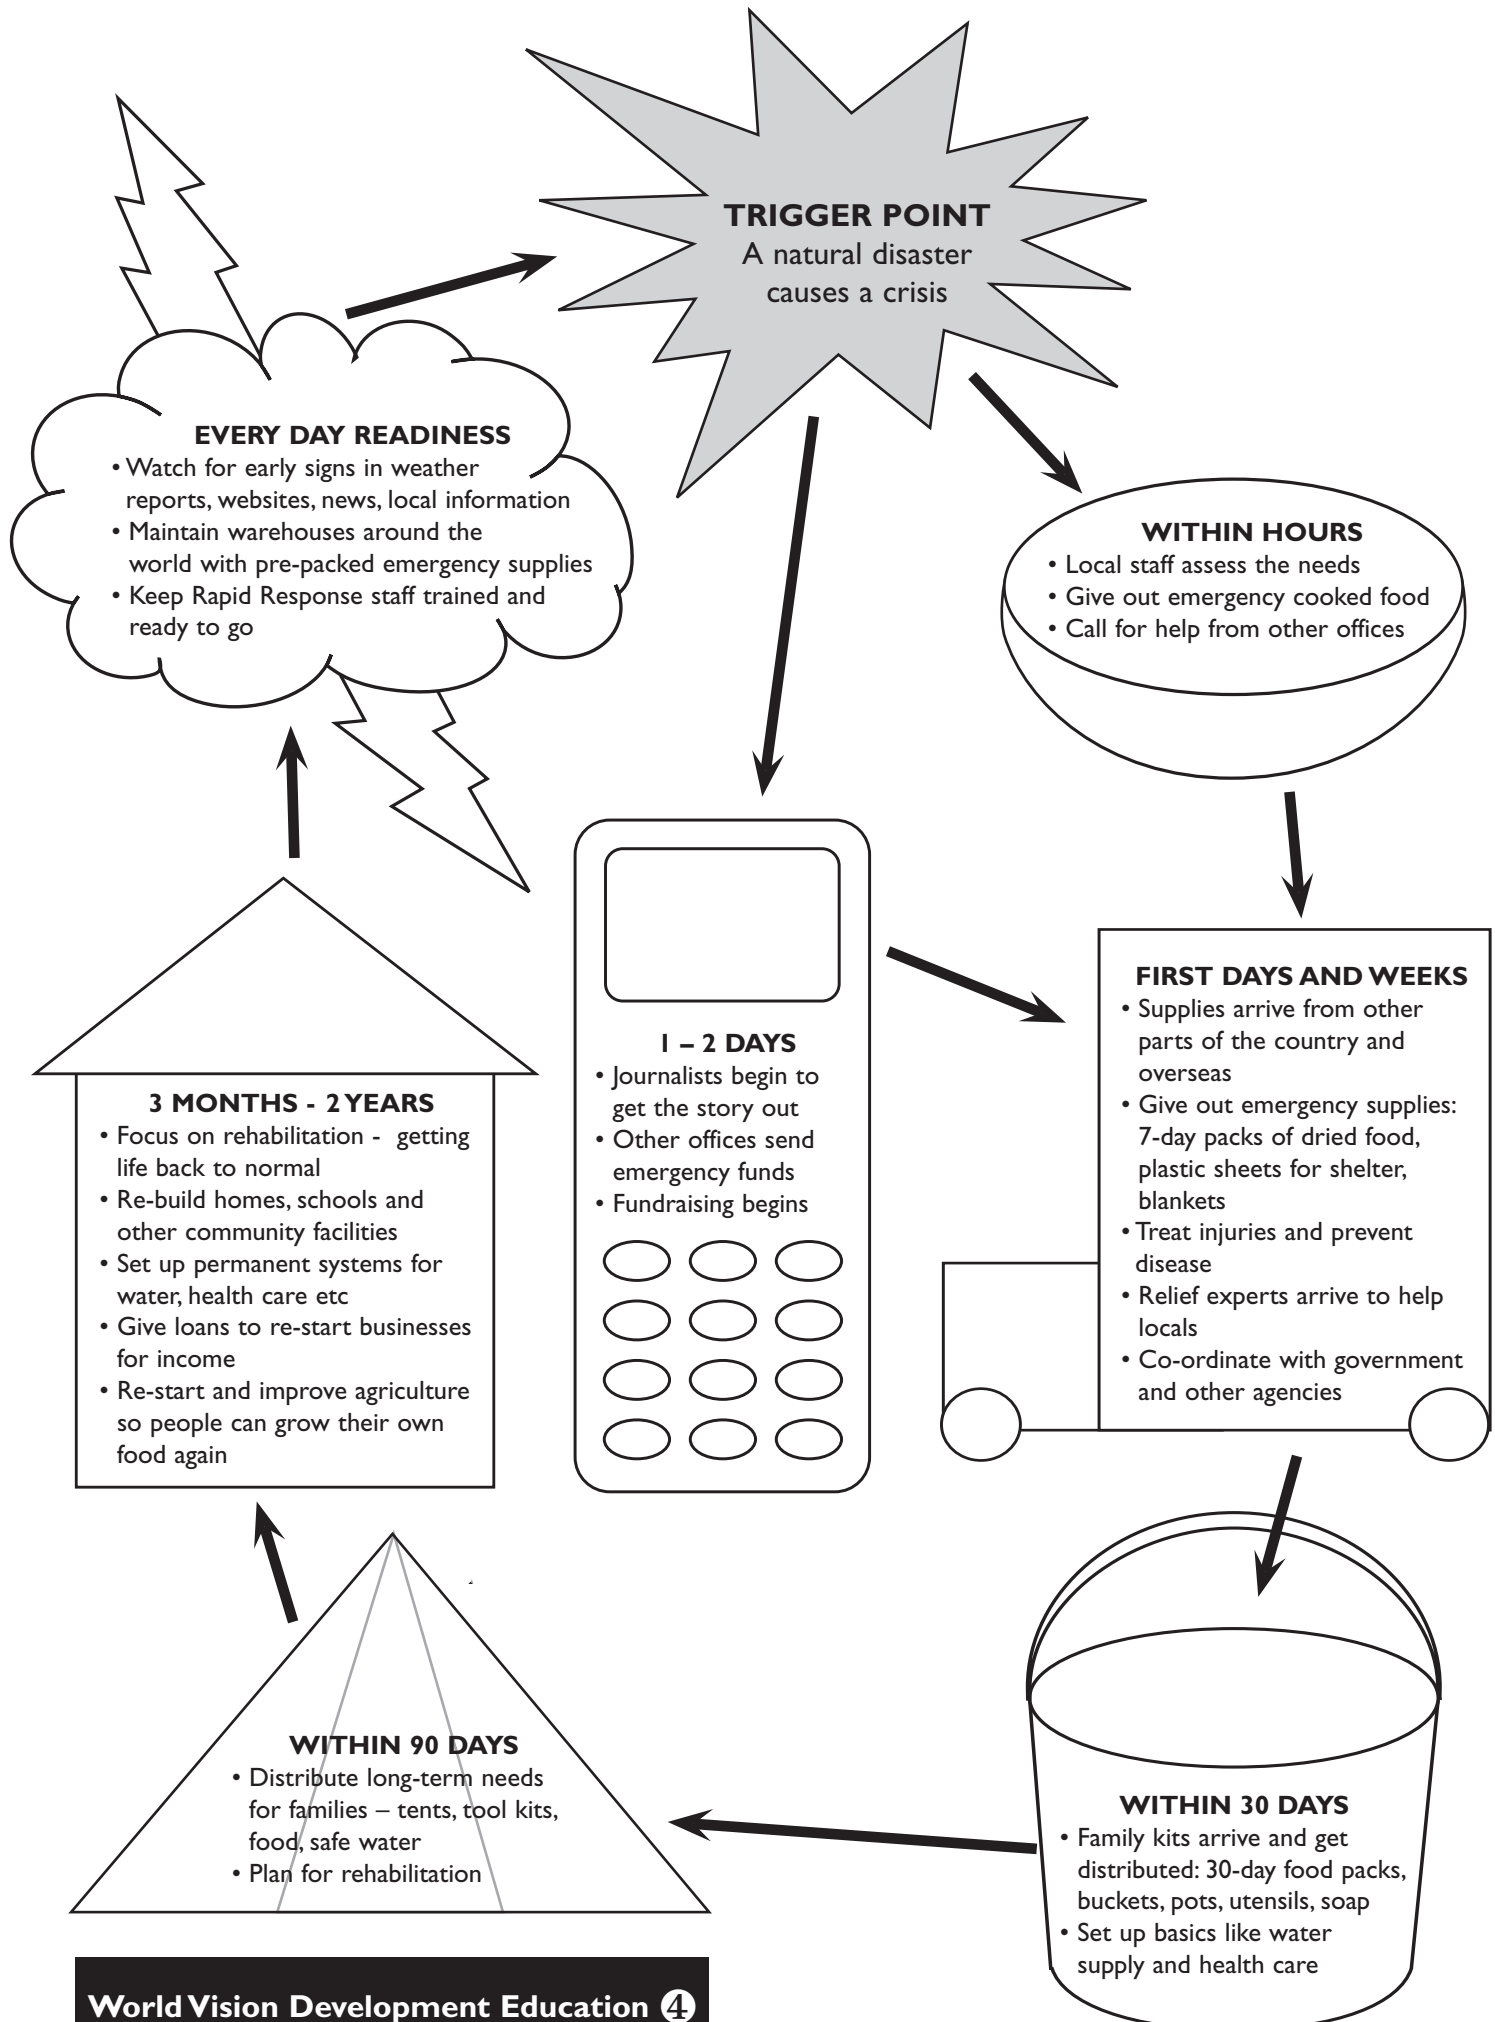 TRIGGER POINT
A natural disaster
causes a crisis
EVERY DAY READINESS
• Watch for early signs in weather
reports, websites, news, local information
• Maintain warehouses around the
world with pre-packed emergency supplies
• Keep Rapid Response staff trained and
ready to go
WITHIN HOURS
• Local staff assess the needs
• Give out emergency cooked food
• Call for help from other offices
1 – 2 DAYS
• Journalists begin to
get the story out
• Other offices send
emergency funds
• Fundraising begins
FIRST DAYS AND WEEKS
• Supplies arrive from other
parts of the country and
overseas
• Give out emergency supplies:
7-day packs of dried food,
plastic sheets for shelter,
blankets
• Treat injuries and prevent
disease
• Relief experts arrive to help
locals
• Co-ordinate with government
and other agencies
3 MONTHS - 2 YEARS
• Focus on rehabilitation - getting
life back to normal
• Re-build homes, schools and
other community facilities
• Set up permanent systems for
water, health care etc
• Give loans to re-start businesses
for income
• Re-start and improve agriculture
so people can grow their own
food again
WITHIN 90 DAYS
• Distribute long-term needs
for families – tents, tool kits,
food, safe water
• Plan for rehabilitation
WITHIN 30 DAYS
• Family kits arrive and get
distributed: 30-day food packs,
buckets, pots, utensils, soap
• Set up basics like water
supply and health care
World Vision Development Education ❹